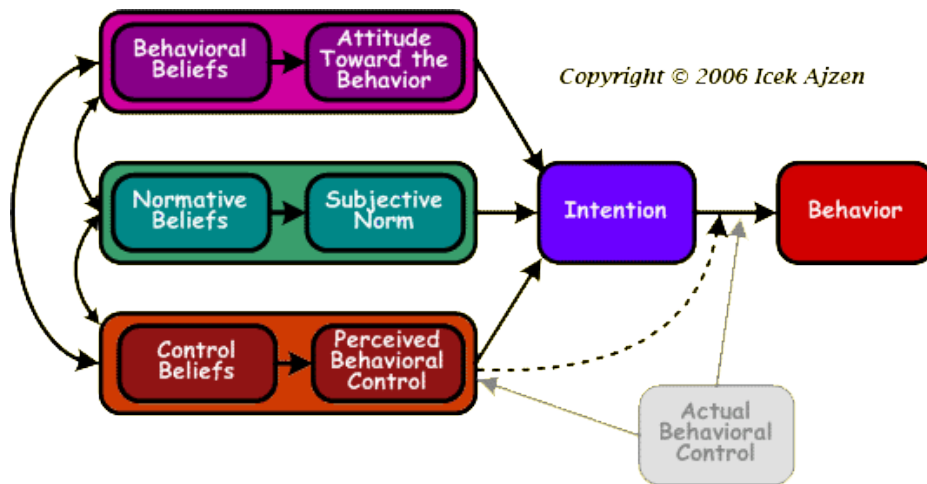 Behavioral
Beliefs
Attitude
Toward the
Behavior
Copyright © 2006 Icek Ajzen
Normative
Beliefs
Subjective
Norm
Intention
Behavior
Control
Beliefs
Perceived
Behavioral
Control
Actual
Behavioral
Control